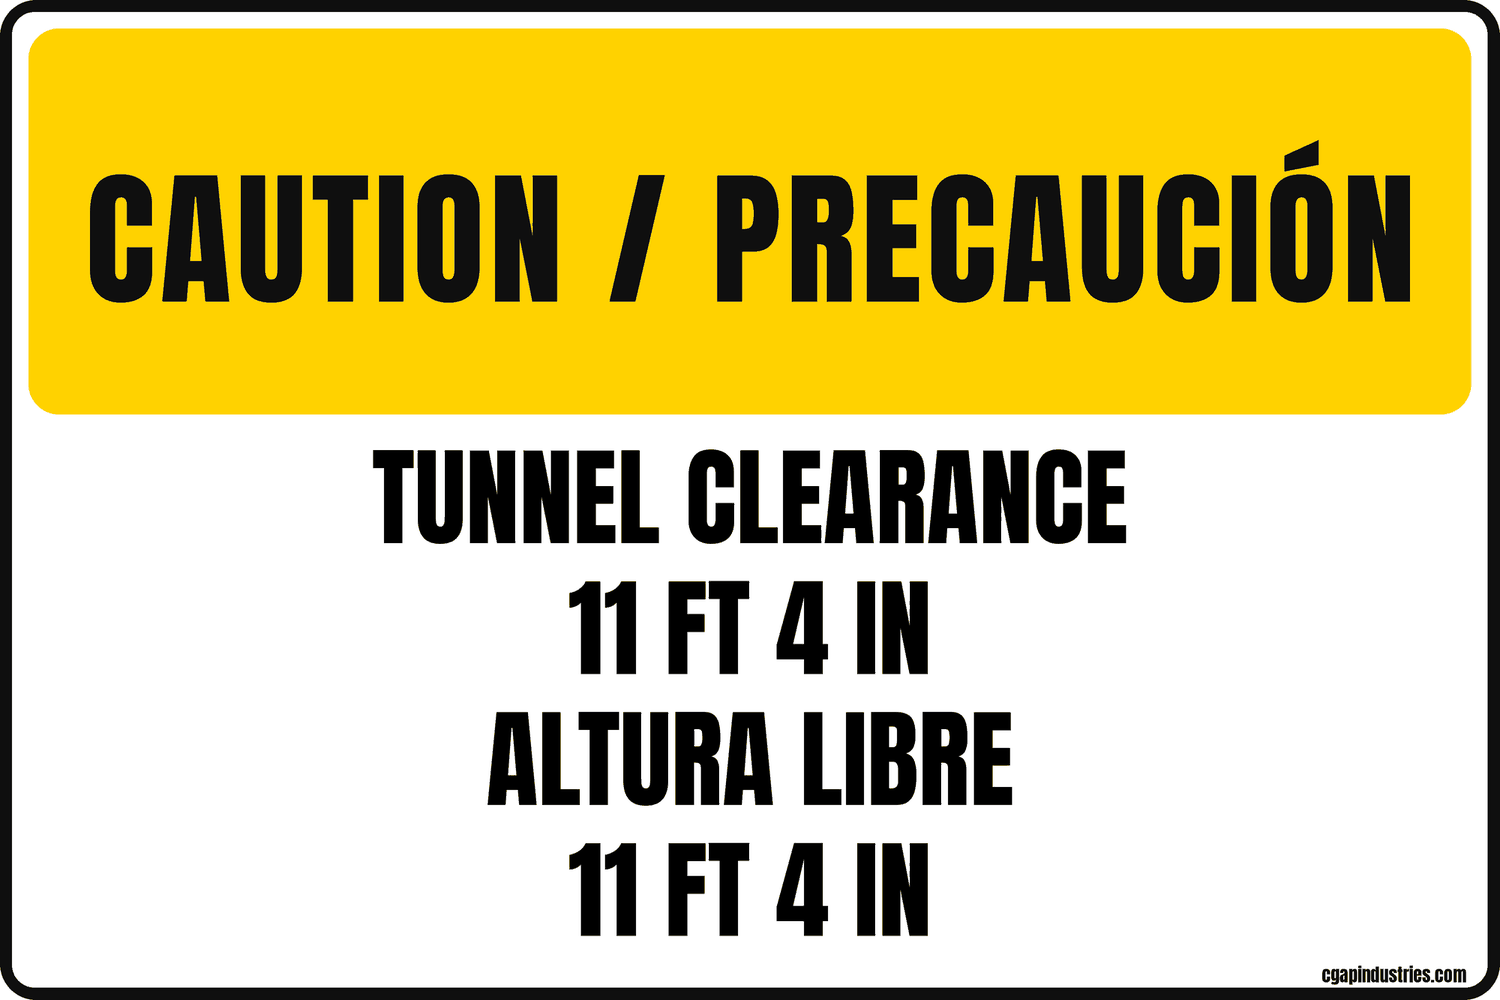 CAUTION / PRECAUCIÓN
TUNNEL CLEARANCE
11 FT 4 IN
ALTURA LIBRE
11 FT 4 IN
cgapindustries.com